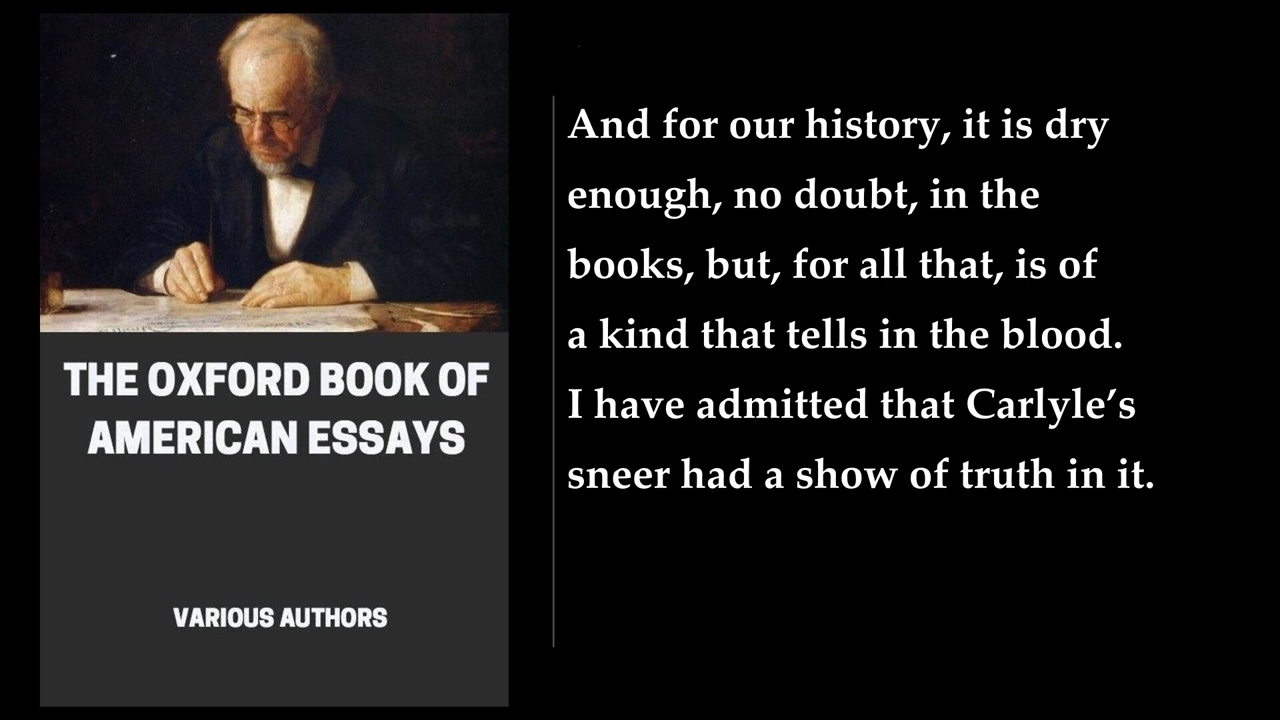 THE OXFORD BOOK OF
AMERICAN ESSAYS
VARIOUS AUTHORS
And for our history, it is dry
enough, no doubt, in the
books, but, for all that, is of
a kind that tells in the blood.
I have admitted that Carlyle’s
sneer had a show of truth in it.